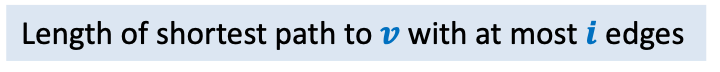 Length of shortest path to v with at most i edges